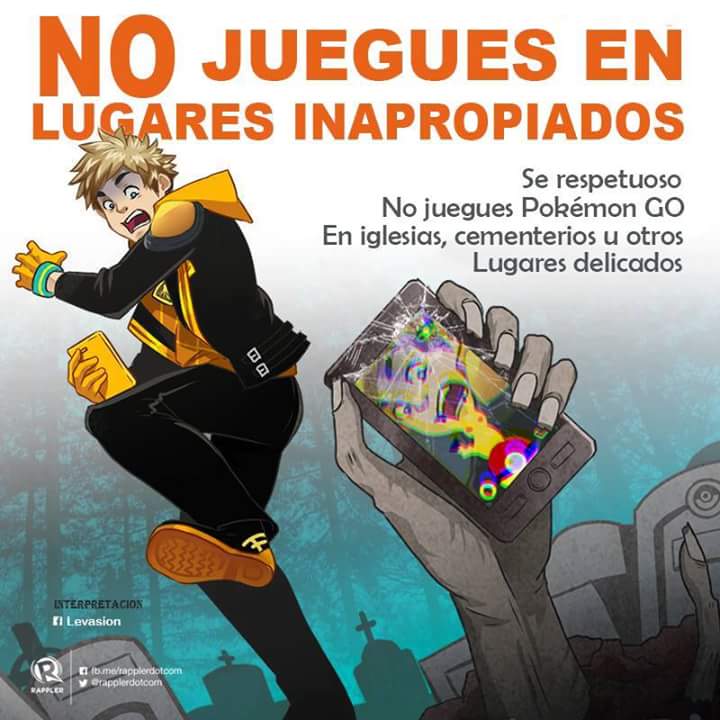 NO JUEGUES EN
LUGARES INAPROPIADOS
Se respetuoso
No juegues Pokémon GO
En iglesias, cementerios u otros
Lugares delicados
INTERPRETACION
f Levasion
R
RAPPLER
f fb.me/rapplerdotcom
@rapplerdotcom